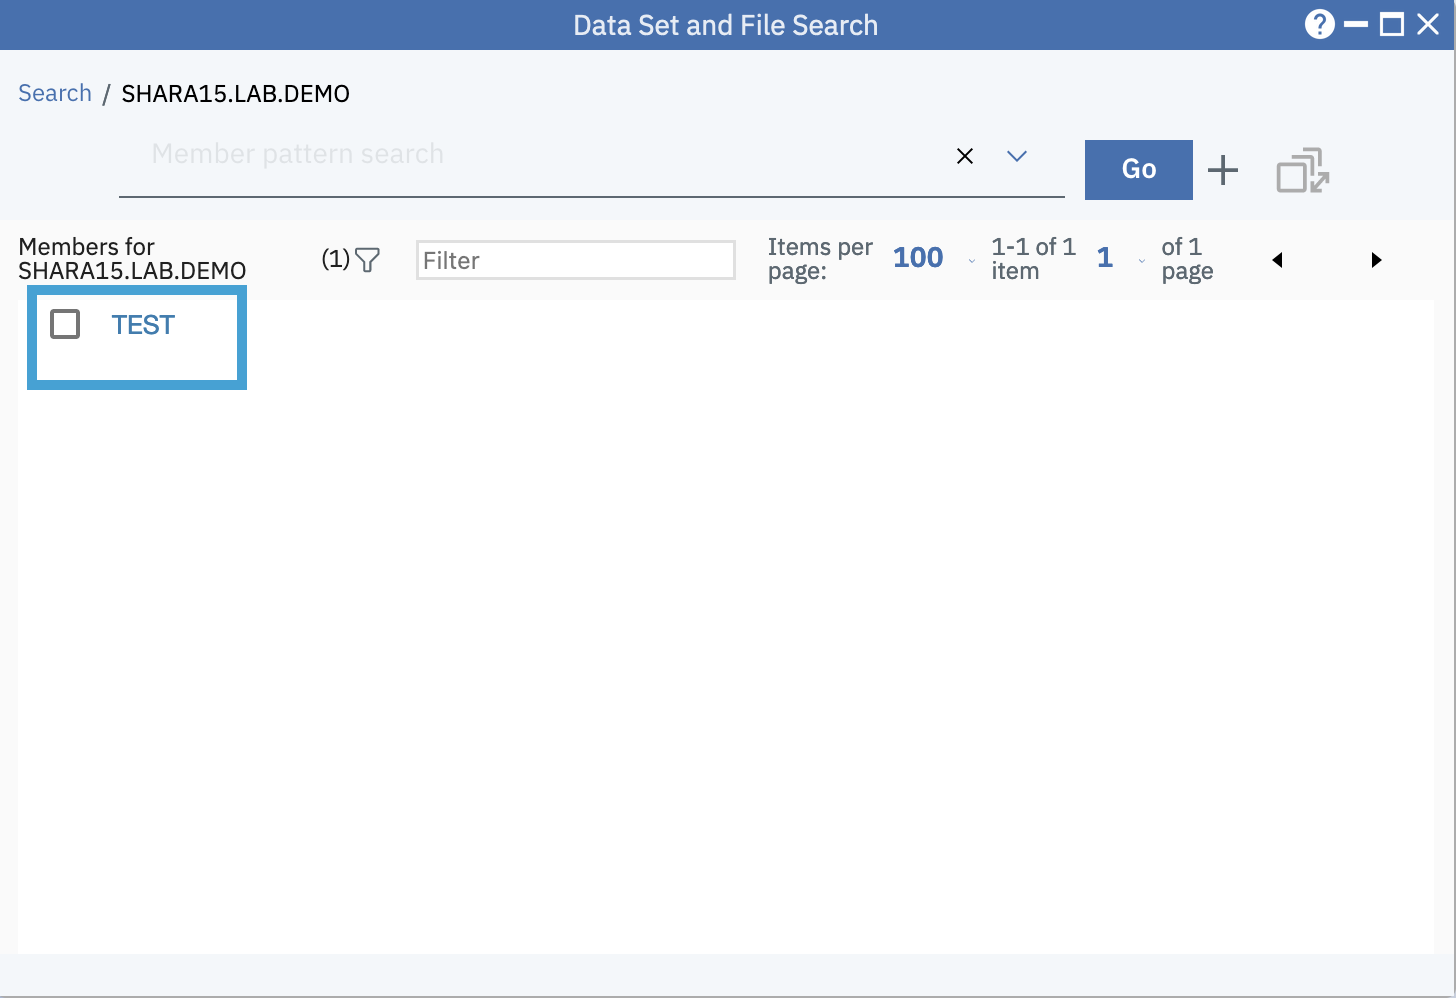 Data Set and File Search
?
Search / SHARA15.LAB.DEMO
Member pattern search
Go
Members for
SHARA15.LAB.DEMO
(1)
Filter
Items per
page:
100
1-1 of 1
item
1
of 1
page
TEST